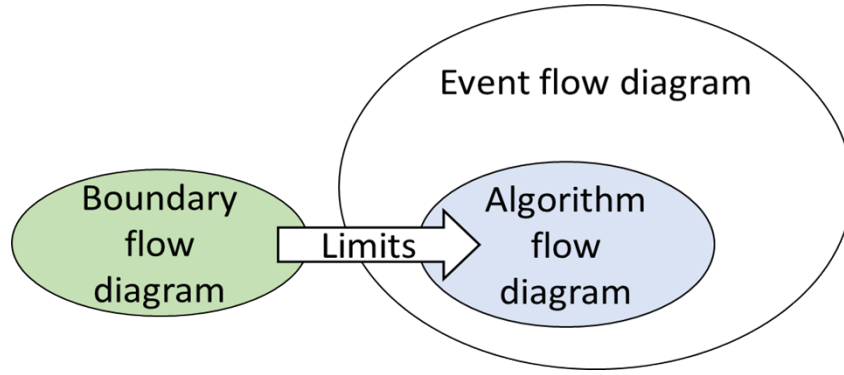 Event flow diagram
Boundary
flow
diagram
Limits
Algorithm
flow
diagram